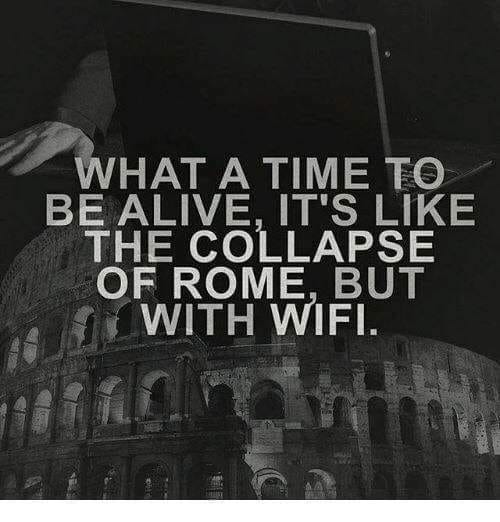 WHAT A TIME TO
BE ALIVE, IT'S LIKE
THE COLLAPSE
OF ROME, BUT
WITH WIFI.